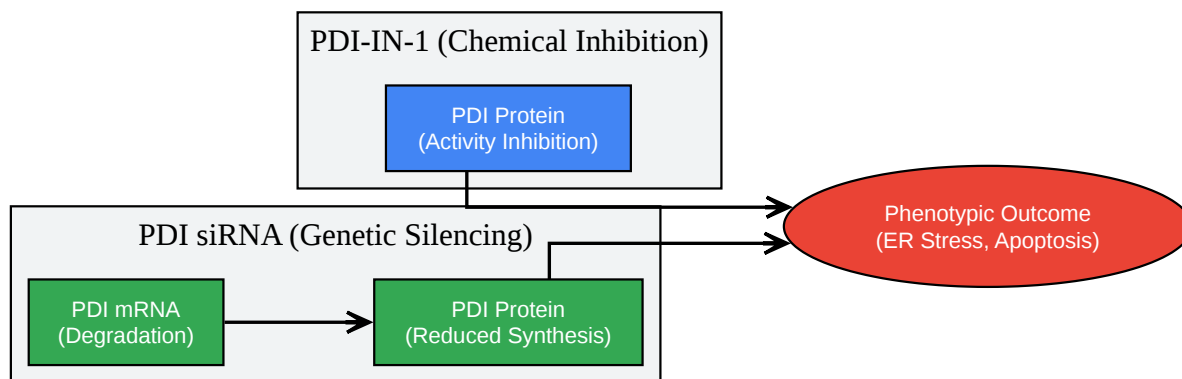 PDI-IN-1 (Chemical Inhibition)
PDI Protein
(Activity Inhibition)
PDI siRNA (Genetic Silencing)
PDI mRNA
(Degradation)
PDI Protein
(Reduced Synthesis)
Phenotypic Outcome
(ER Stress, Apoptosis)